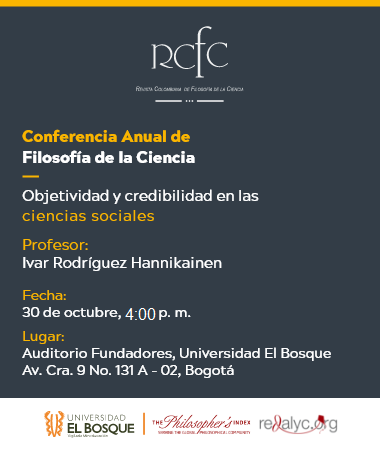 RCfC
REVISTA COLOMBIANA DE FILOSOFÍA DE LA CIENCIA
Conferencia Anual de
Filosofía de la Ciencia
Objetividad y credibilidad en las
ciencias sociales
Profesor:
Ivar Rodríguez Hannikainen
Fecha:
30 de octubre, 4:00 p. m.
Lugar:
Auditorio Fundadores, Universidad El Bosque
Av. Cra. 9 No. 131 A - 02, Bogotá
UNIVERSIDAD
EL BOSQUE
THE Philosopher's INDEX
redalyc.org